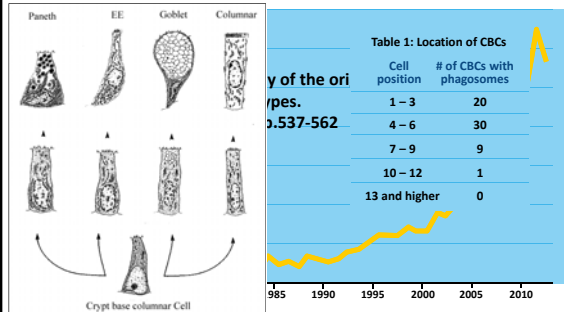 Paneth EE Goblet Columnar
Crypt base columnar Cell
y of the ori
ypes.
p.537-562
Table 1: Location of CBCs
Cell position # of CBCs with phagosomes
1 – 3 20
4 – 6 30
7 – 9 9
10 – 12 1
13 and higher 0
985 1990 1995 2000 2005 2010